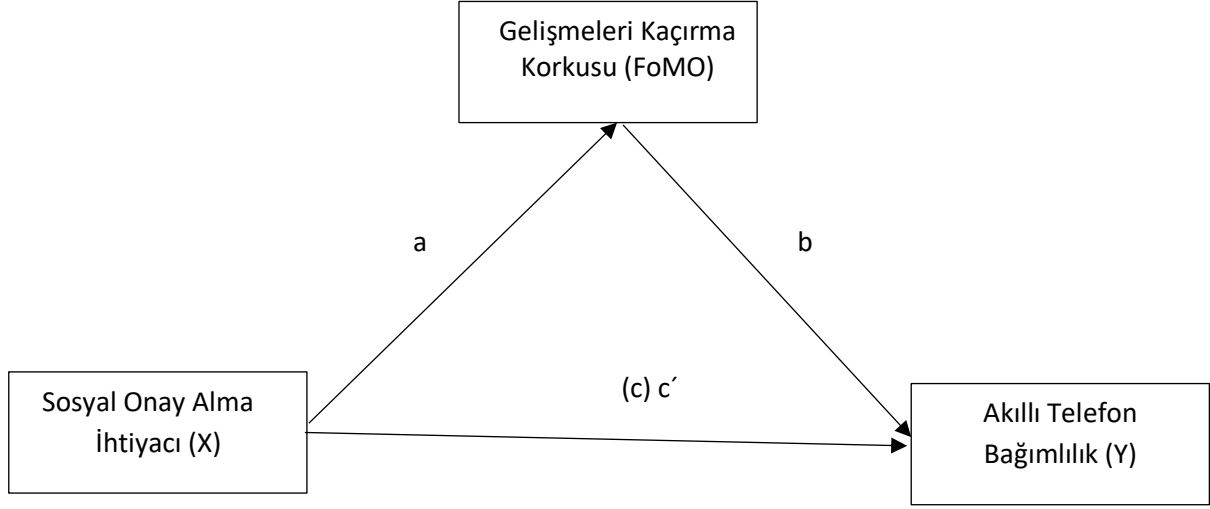 Gelişmeleri Kaçırma
Korkusu (FoMO)
a
b
(c) c´
Sosyal Onay Alma
İhtiyacı (X)
Akıllı Telefon
Bağımlılık (Y)